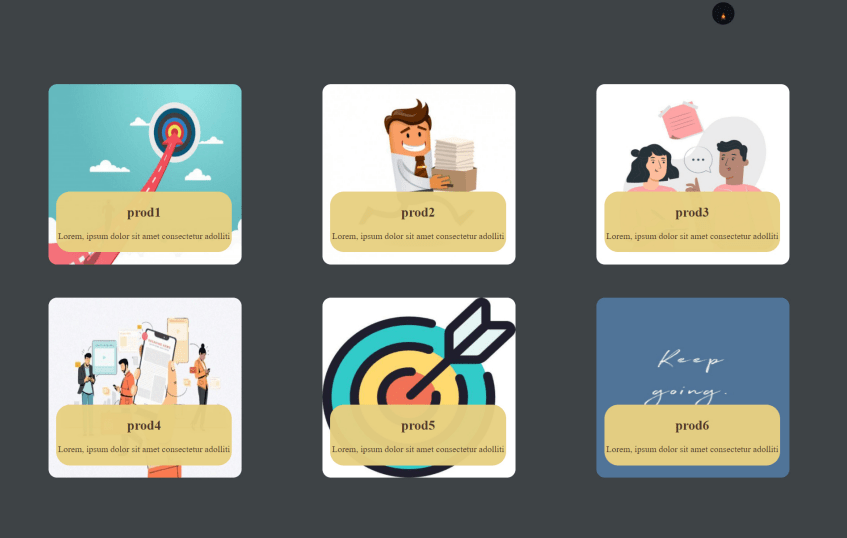 prod1
Lorem, ipsum dolor sit amet consectetur adolliti
prod2
Lorem, ipsum dolor sit amet consectetur adolliti
prod3
Lorem, ipsum dolor sit amet consectetur adolliti
prod4
Lorem, ipsum dolor sit amet consectetur adolliti
prod5
Lorem, ipsum dolor sit amet consectetur adolliti
Keep
going.
prod6
Lorem, ipsum dolor sit amet consectetur adolliti